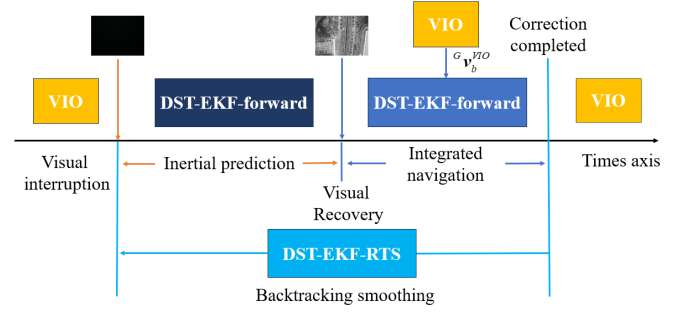 VIO
Correction
completed
G v b VIO
VIO
DST-EKF-forward
DST-EKF-forward
VIO
Visual
interruption
Inertial prediction
Integrated
navigation
Times axis
Visual
Recovery
DST-EKF-RTS
Backtracking smoothing